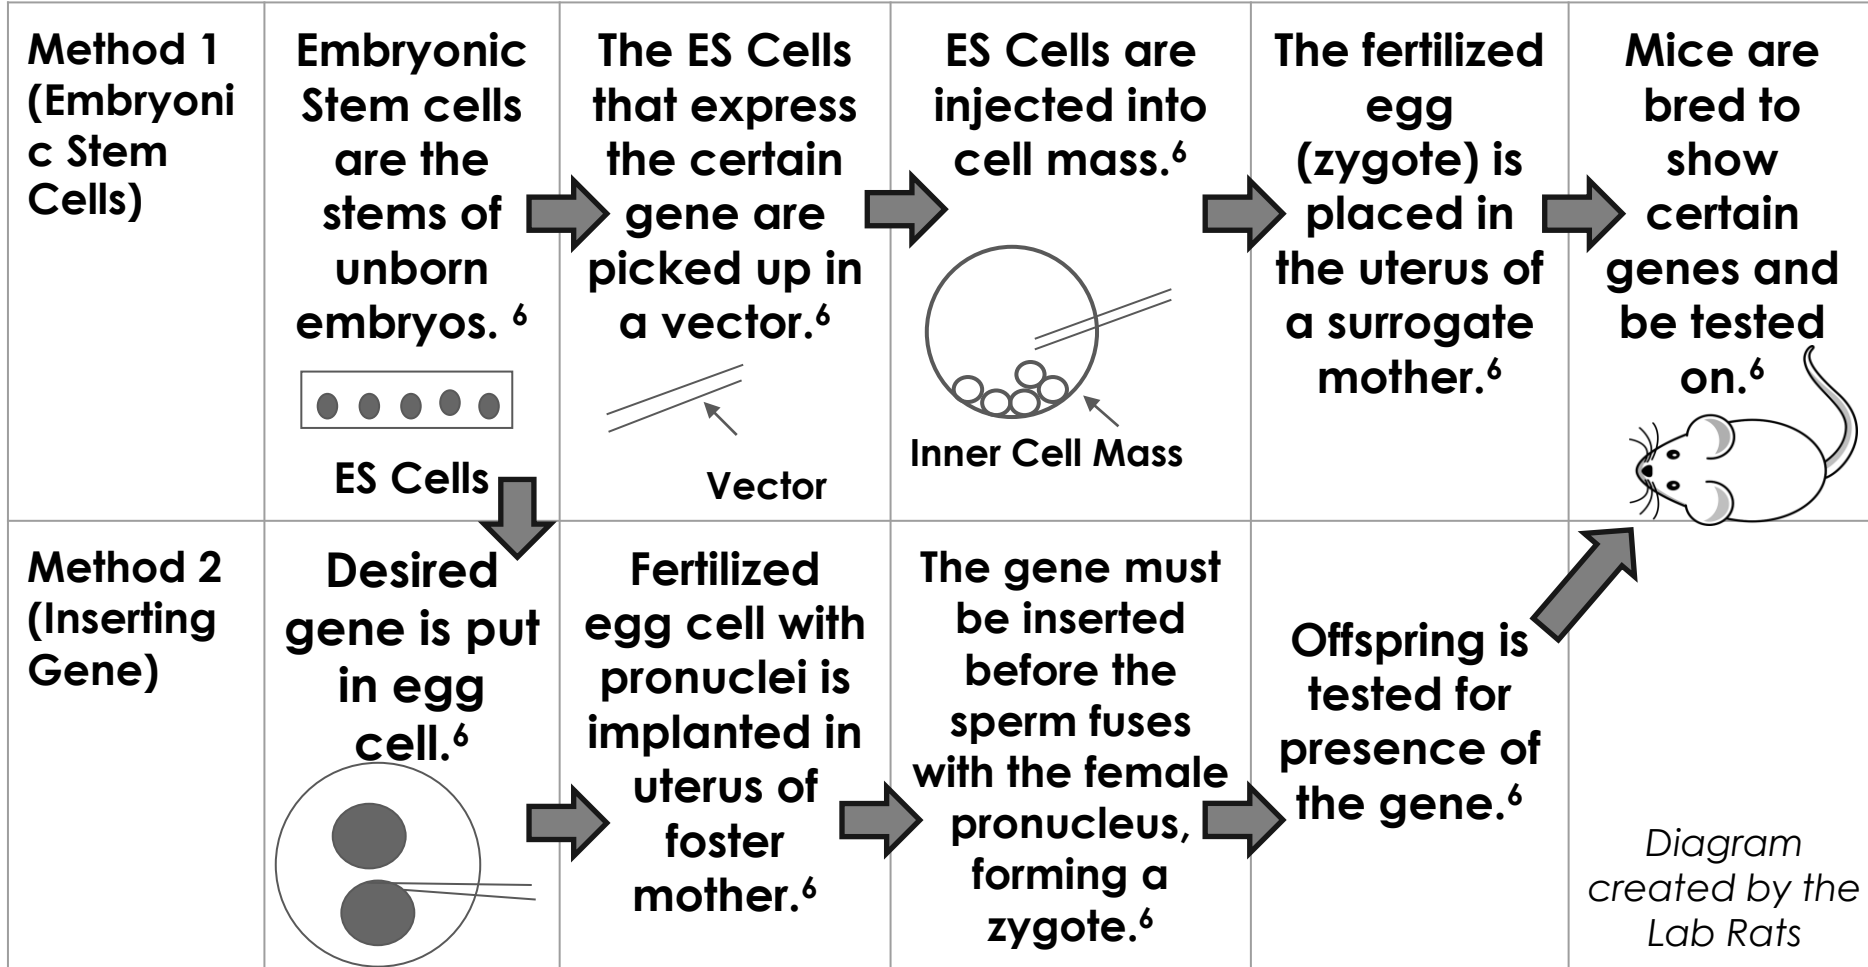 Method 1
(Embryoni
c Stem
Cells)
Embryonic
Stem cells
are the
stems of
unborn
embryos. ⁶
ES Cells
The ES Cells
that express
the certain
gene are
picked up in
a vector.⁶
Vector
ES Cells are
injected into
cell mass.⁶
Inner Cell Mass
The fertilized
egg
(zygote) is
placed in
the uterus of
a surrogate
mother.⁶
Mice are
bred to
show
certain
genes and
be tested
on.⁶
Method 2
(Inserting
Gene)
Desired
gene is put
in egg
cell.⁶
Fertilized
egg cell with
pronuclei is
implanted in
uterus of
foster
mother.⁶
The gene must
be inserted
before the
sperm fuses
with the female
pronucleus,
forming a
zygote.⁶
Offspring is
tested for
presence of
the gene.⁶
Diagram
created by the
Lab Rats